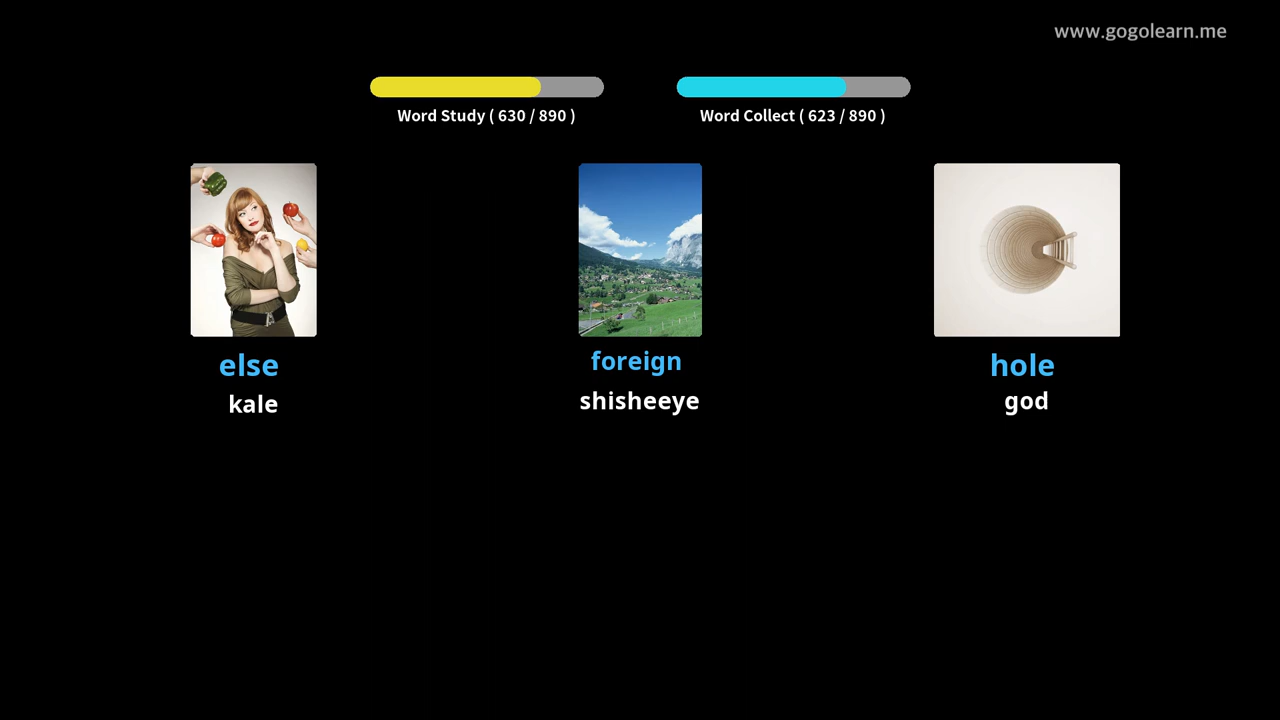 www.gogolearn.me
Word Study ( 630 / 890 )
Word Collect ( 623 / 890 )
else
foreign
hole
kale
shisheeye
god